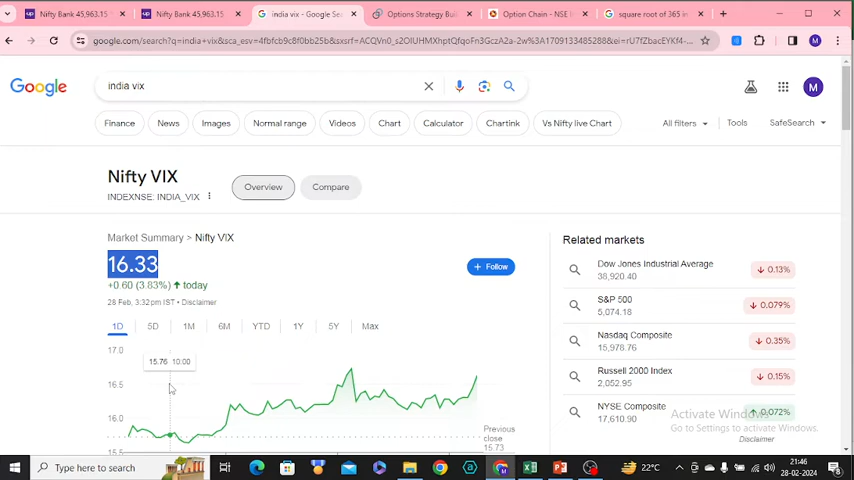 Nifty Bank 45,963.15
Nifty Bank 45,963.15
india vix - Google Sea
Options Strategy Bui
Option Chain - NSE I
square root of 365 in
google.com/search?q=india+vix&sca_esv=4fbfcb9c8f0bb25b&sxsrf=ACQVn0_s2OIUHMXhptQfqoFn3GczA2a-2w%3A1709133485288&ei=rU7fZbacEYKf4-...
Google
india vix
M
Finance
News
Images
Normal range
Videos
Chart
Calculator
Chartink
Vs Nifty live Chart
All filters
Tools
SafeSearch
Nifty VIX
INDEXNSE: INDIA_VIX
Overview
Compare
Market Summary > Nifty VIX
16.33
+0.60 (3.83%) ↑ today
28 Feb, 3:32 pm IST • Disclaimer
+ Follow
1D
5D
1M
6M
YTD
1Y
5Y
Max
17.0
15.76 10:00
16.5
16.0
15.5
Previous
close
15.73
Related markets
Dow Jones Industrial Average
38,920.40
↓ 0.13%
S&P 500
5,074.18
↓ 0.079%
Nasdaq Composite
15,978.76
↓ 0.35%
Russell 2000 Index
2,052.95
↓ 0.15%
NYSE Composite
17,610.90
↑ 0.072%
Disclaimer
Activate Windows
Go to Settings to activate Windows.
Type here to search
22°C
21:46
28-02-2024